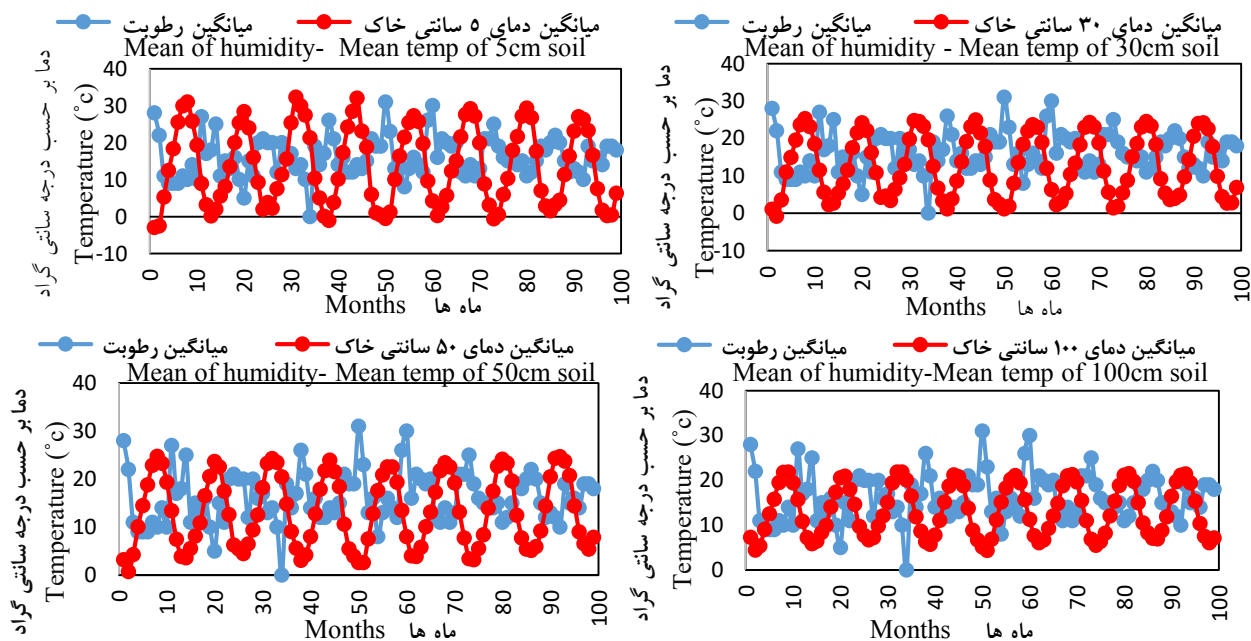 میانگین رطوبت میانگین دمای ۵ سانتی خاک
Mean of humidity- Mean temp of 5cm soil
دما بر حسب درجه سانتی گراد
Temperature (˚c)
40
30
20
10
0
-10
0 10 20 30 40 50 60 70 80 90 100
Months ماه ها
میانگین رطوبت میانگین دمای ۳۰ سانتی خاک
Mean of humidity - Mean temp of 30cm soil
دما بر حسب درجه سانتی گراد
Temperature (˚c)
40
30
20
10
0
-10
0 10 20 30 40 50 60 70 80 90 100
Months ماه ها
میانگین رطوبت میانگین دمای ۵۰ سانتی خاک
Mean of humidity- Mean temp of 50cm soil
دما بر حسب درجه سانتی گراد
Temperature (˚c)
40
30
20
10
0
0 10 20 30 40 50 60 70 80 90 100
Months ماه ها
میانگین رطوبت میانگین دمای ۱۰۰ سانتی خاک
Mean of humidity-Mean temp of 100cm soil
دما بر حسب درجه سانتی گراد
Temperature (˚c)
40
30
20
10
0
0 10 20 30 40 50 60 70 80 90 100
Months ماه ها